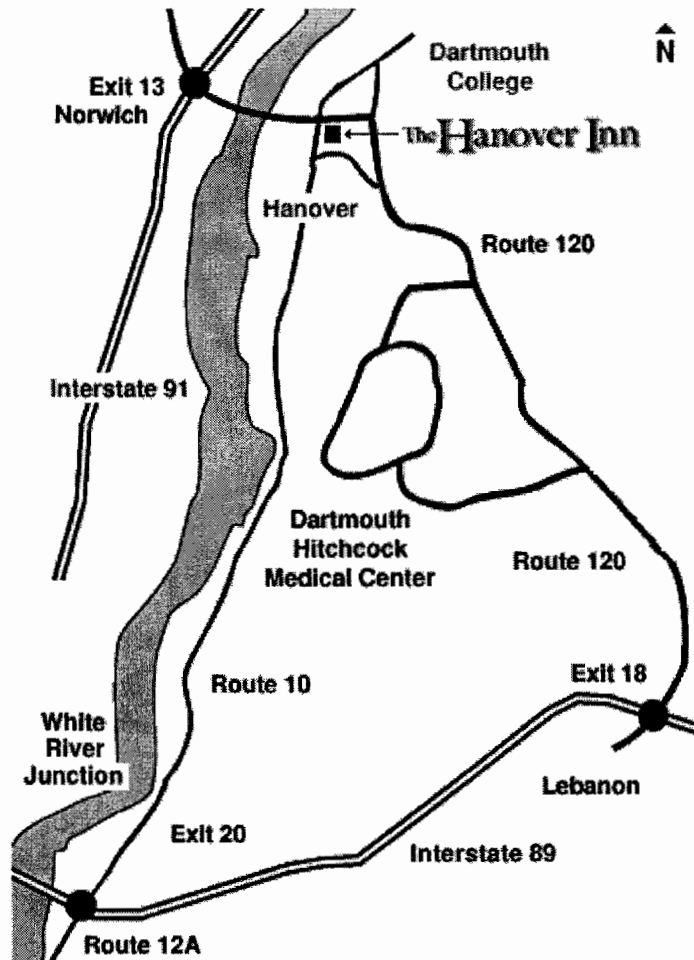 Dartmouth
College
N
Exit 13
Norwich
The Hanover Inn
Hanover
Route 120
Interstate 91
Dartmouth
Hitchcock
Medical Center
Route 120
Route 10
Exit 18
White
River
Junction
Lebanon
Exit 20
Interstate 89
Route 12A